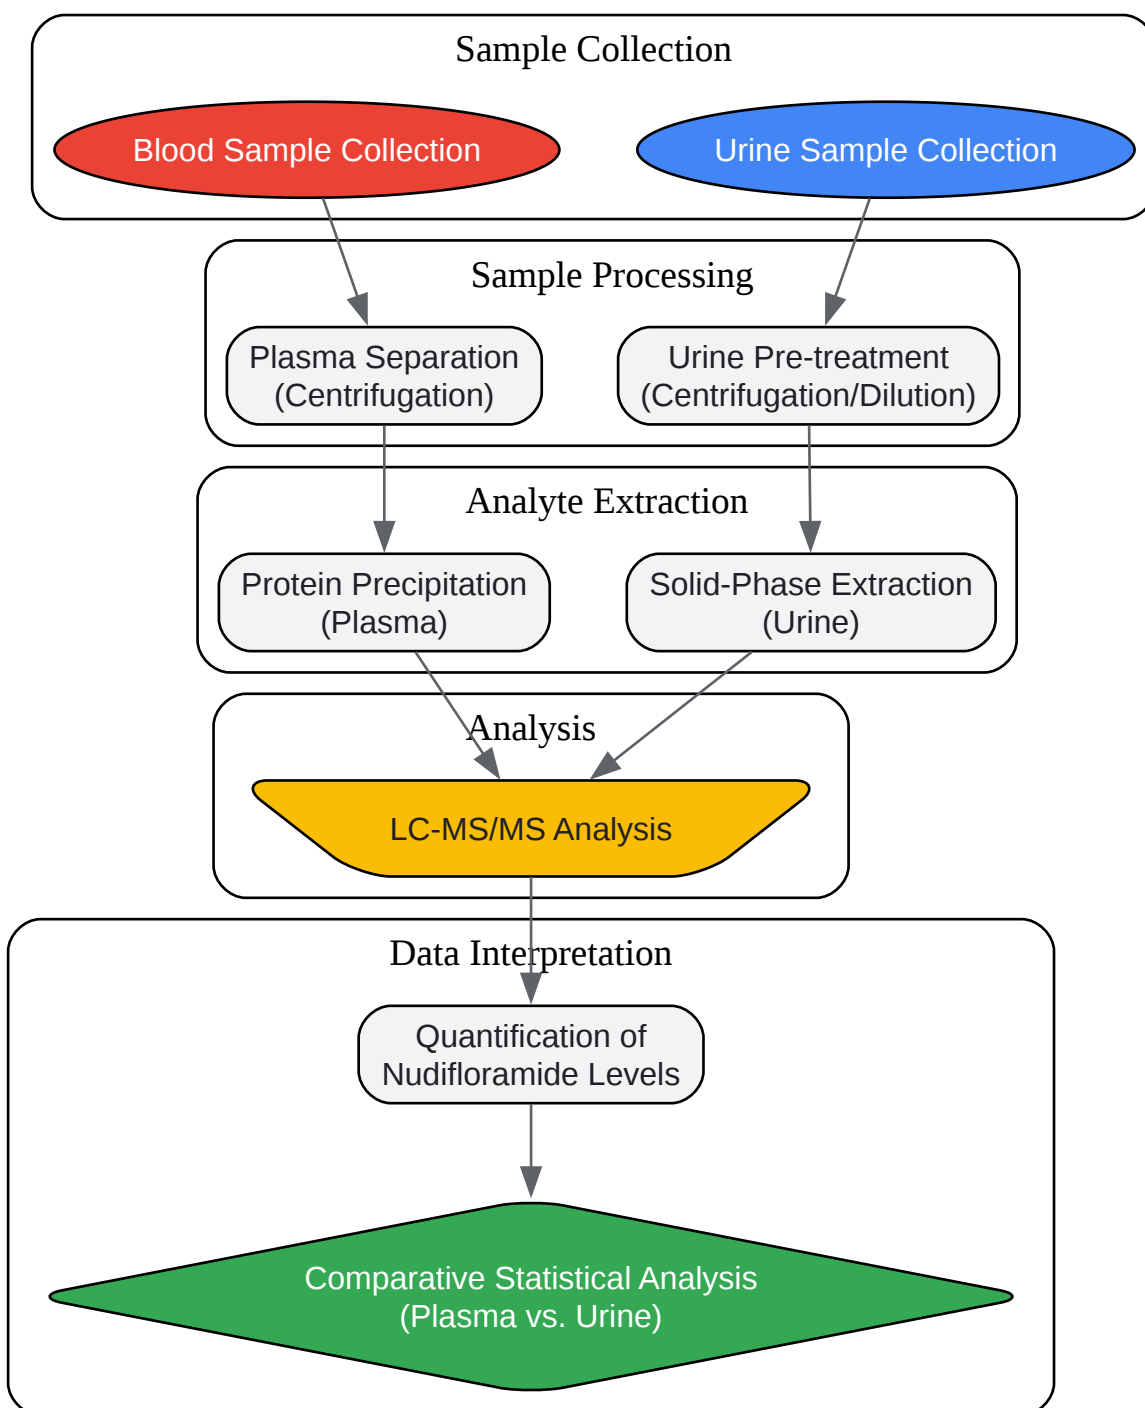 Sample Collection
Blood Sample Collection
Urine Sample Collection
Sample Processing
Plasma Separation
(Centrifugation)
Urine Pre-treatment
(Centrifugation/Dilution)
Analyte Extraction
Protein Precipitation
(Plasma)
Solid-Phase Extraction
(Urine)
Analysis
LC-MS/MS Analysis
Data Interpretation
Quantification of
Nudifloramide Levels
Comparative Statistical Analysis
(Plasma vs. Urine)